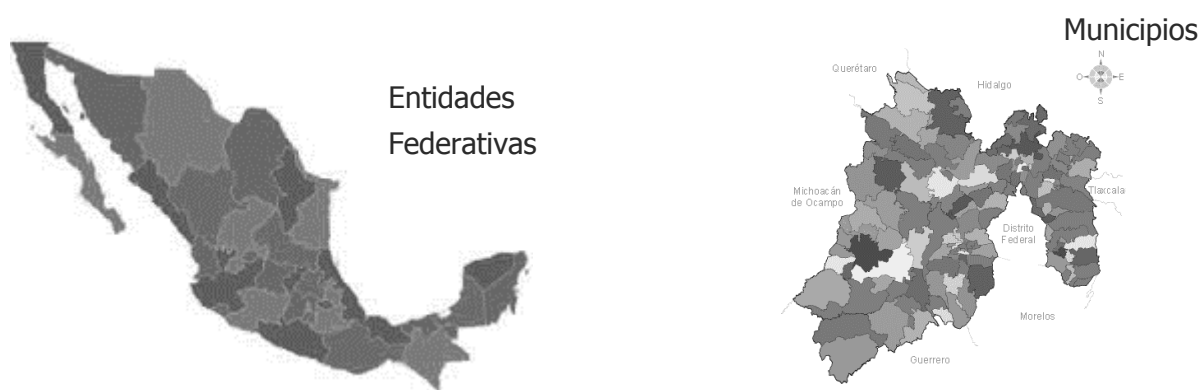 Entidades
Federativas
Municipios
N
O
E
S
Querétaro
Hidalgo
Michoacán
de Ocampo
Tlaxcala
Distrito
Federal
Morelos
Guerrero